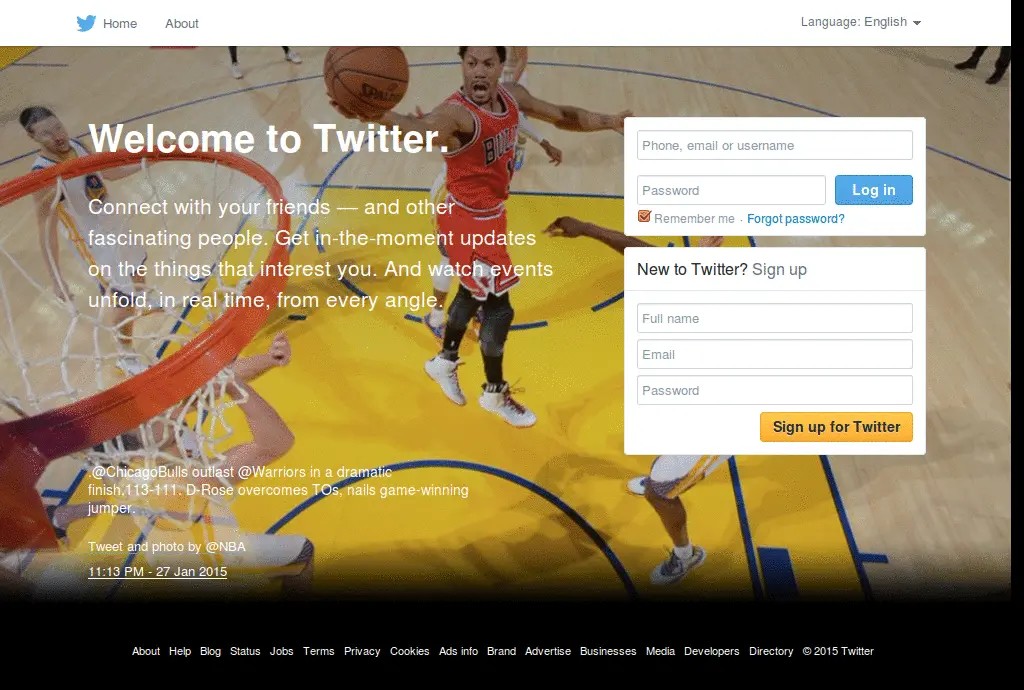 Home About Language: English
Welcome to Twitter.
Connect with your friends — and other
fascinating people. Get in-the-moment updates
on the things that interest you. And watch events
unfold, in real time, from every angle.
Phone, email or username
Password Log in
Remember me · Forgot password?
New to Twitter? Sign up
Full name
Email
Password
Sign up for Twitter
.@ChicagoBulls outlast @Warriors in a dramatic
finish,113-111. D-Rose overcomes TOs, nails game-winning
jumper.
Tweet and photo by @NBA
11:13 PM - 27 Jan 2015
SPALDING
BULLS
About Help Blog Status Jobs Terms Privacy Cookies Ads info Brand Advertise Businesses Media Developers Directory © 2015 Twitter